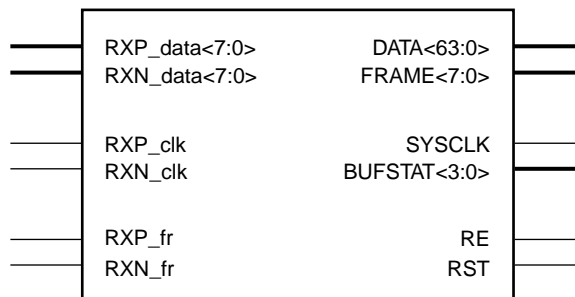 RXP_data<7:0> DATA<63:0>
RXN_data<7:0> FRAME<7:0>
RXP_clk SYSCLK
RXN_clk BUFSTAT<3:0>
RXP_fr RE
RXN_fr RST